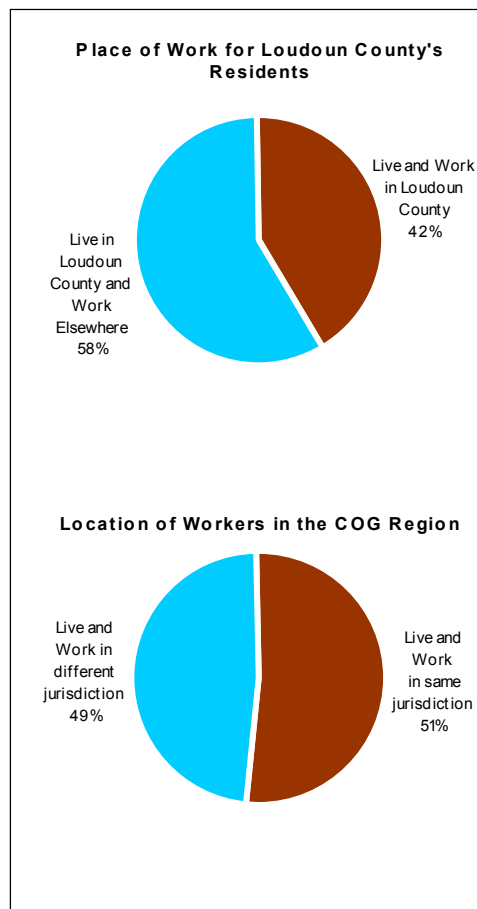 Place of Work for Loudoun County's
Residents
Live and Work
in Loudoun
County
42%
Live in
Loudoun
County and
Work
Elsewhere
58%
Location of Workers in the COG Region
Live and
Work in
different
jurisdiction
49%
Live and
Work
in same
jurisdiction
51%